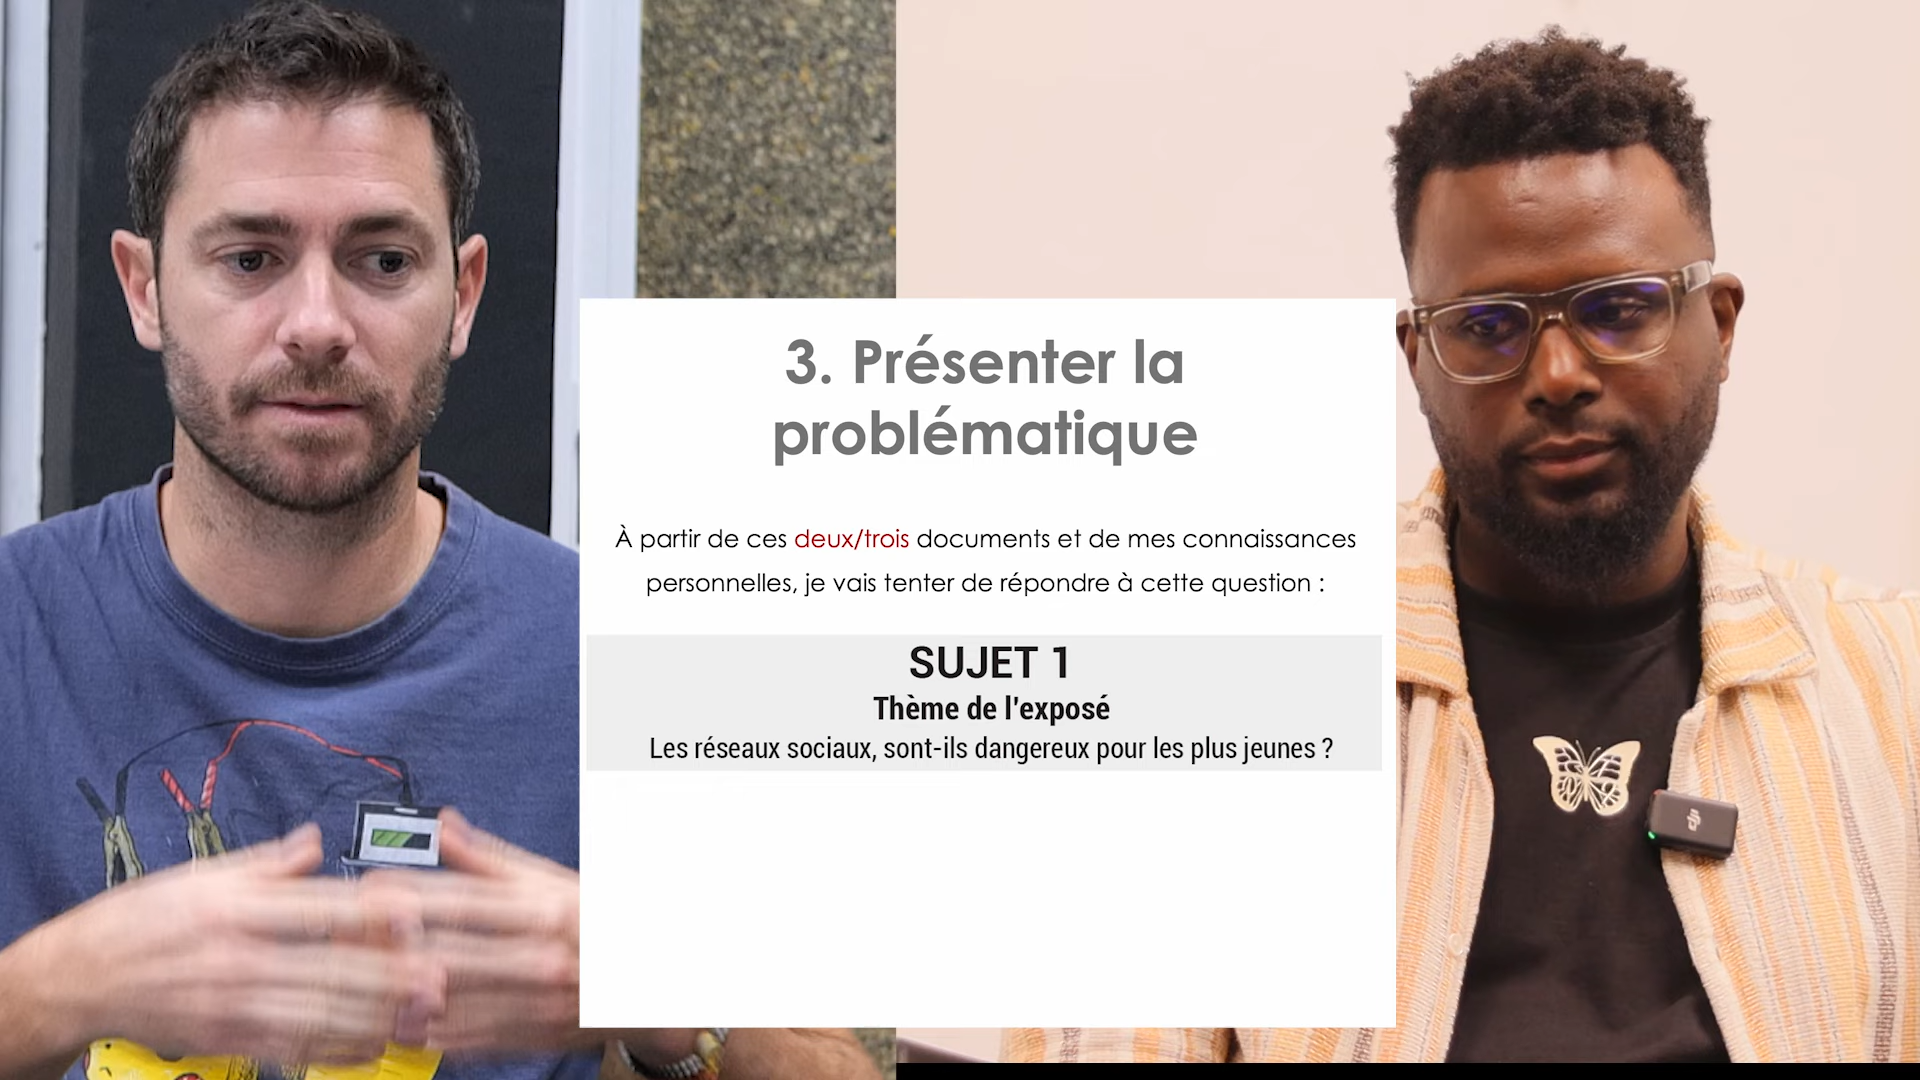 3. Présenter la
problématique
À partir de ces deux/trois documents et de mes connaissances
personnelles, je vais tenter de répondre à cette question :
SUJET 1
Thème de l'exposé
Les réseaux sociaux, sont-ils dangereux pour les plus jeunes ?
dji